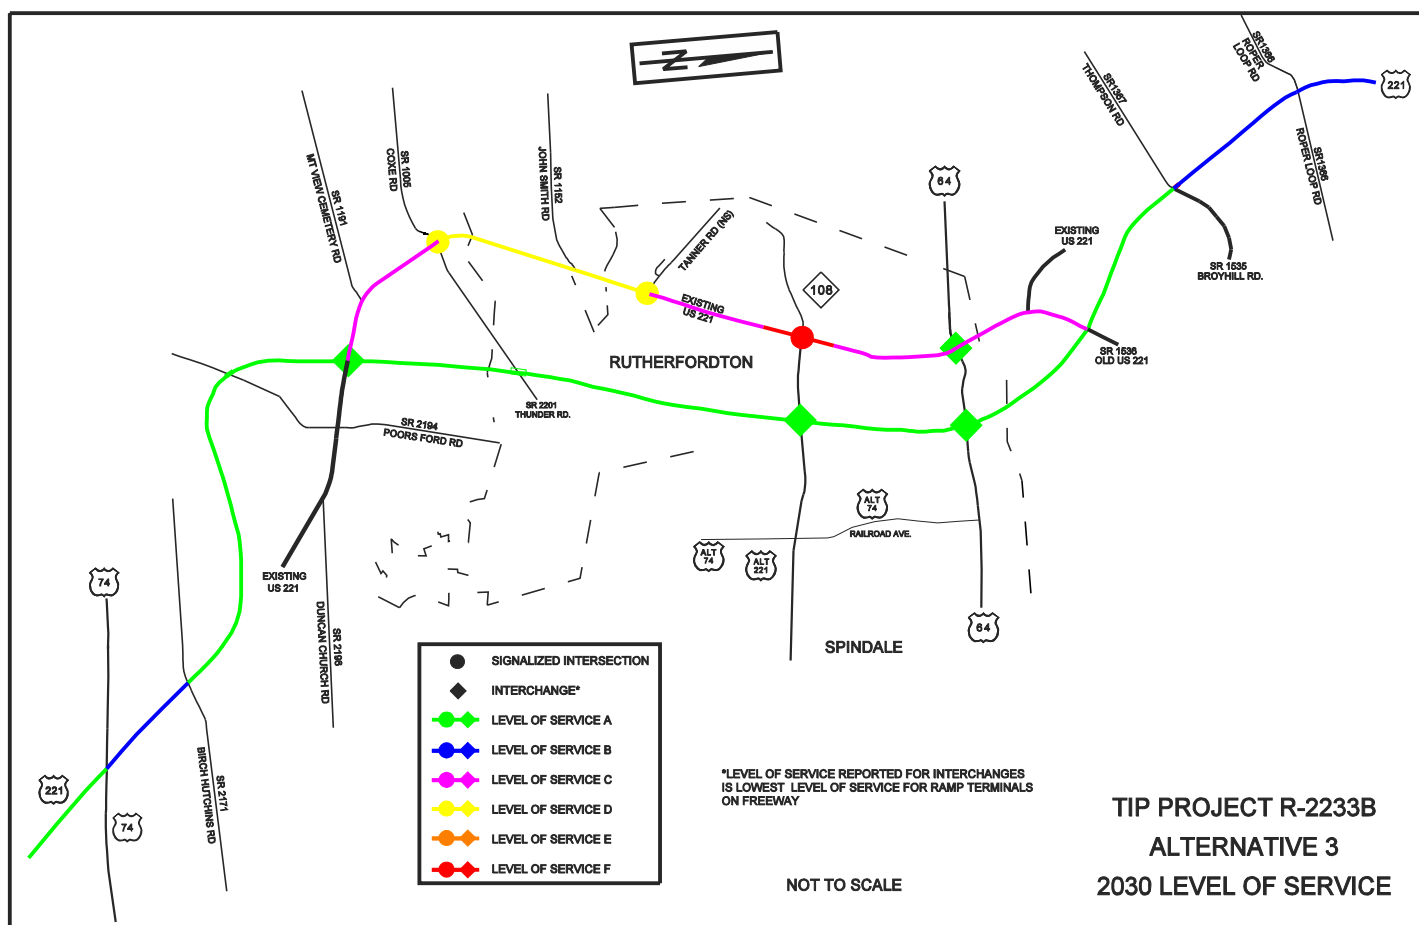 N
SR1366
ROPER
LOOP RD
SR1367
THOMPSON RD
221
SR1366
ROPER LOOP RD
SR 1005
COXE RD
SR 1152
JOHN SMITH RD
SR 1191
MT VIEW CEMETERY RD
64
TANNER RD (NS)
EXISTING
US 221
SR 1535
BROYHILL RD.
108
EXISTING
US 221
RUTHERFORDTON
SR 1536
OLD US 221
SR 2201
THUNDER RD.
SR 2194
POORS FORD RD
ALT
74
RAILROAD AVE.
ALT
74
ALT
221
EXISTING
US 221
74
SR 2196
DUNCAN CHURCH RD
64
SPINDALE
SIGNALIZED INTERSECTION
INTERCHANGE*
LEVEL OF SERVICE A
LEVEL OF SERVICE B
LEVEL OF SERVICE C
LEVEL OF SERVICE D
LEVEL OF SERVICE E
LEVEL OF SERVICE F
221
74
SR 2171
BIRCH HUTCHINS RD
*LEVEL OF SERVICE REPORTED FOR INTERCHANGES
IS LOWEST LEVEL OF SERVICE FOR RAMP TERMINALS
ON FREEWAY
NOT TO SCALE
TIP PROJECT R-2233B
ALTERNATIVE 3
2030 LEVEL OF SERVICE